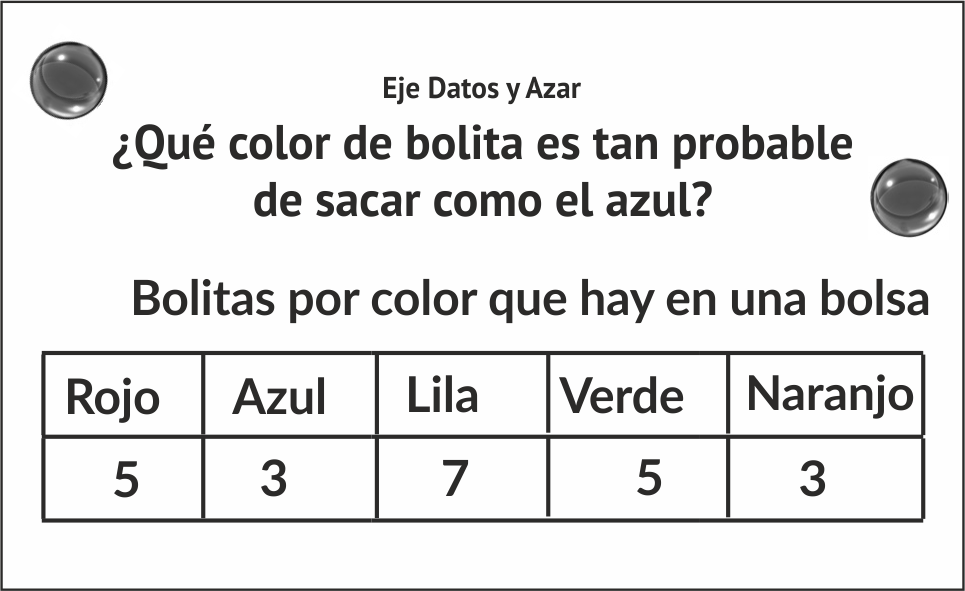 Eje Datos y Azar
¿Qué color de bolita es tan probable
de sacar como el azul?
Bolitas por color que hay en una bolsa
Rojo Azul Lila Verde Naranjo
5 3 7 5 3